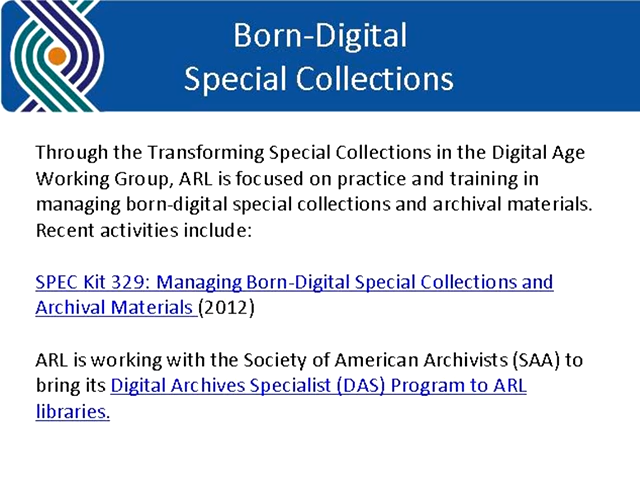 Born-Digital
Special Collections
Through the Transforming Special Collections in the Digital Age
Working Group, ARL is focused on practice and training in
managing born-digital special collections and archival materials.
Recent activities include:
SPEC Kit 329: Managing Born-Digital Special Collections and
Archival Materials (2012)
ARL is working with the Society of American Archivists (SAA) to
bring its Digital Archives Specialist (DAS) Program to ARL
libraries.